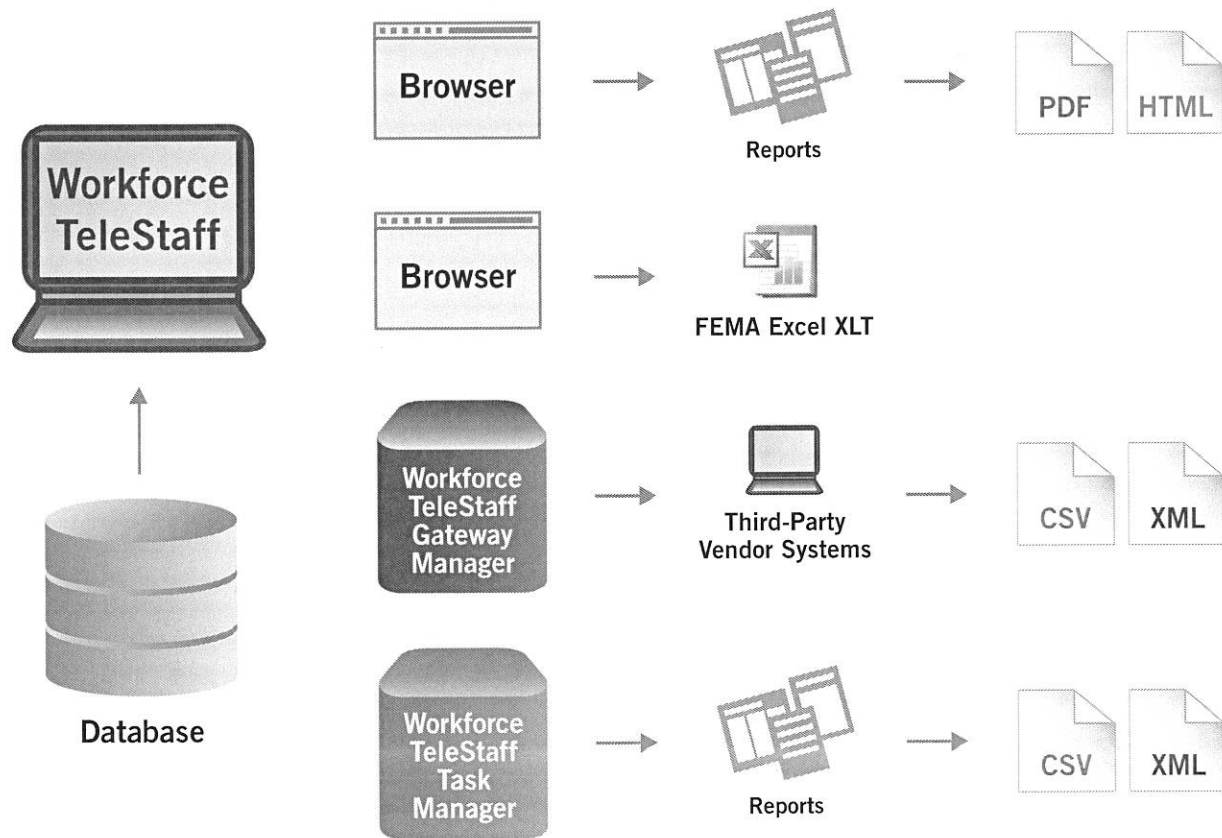 Browser
Reports
PDF
HTML
Workforce
TeleStaff
Browser
X
FEMA Excel XLT
Workforce
TeleStaff
Gateway
Manager
Third-Party
Vendor Systems
CSV
XML
Database
Workforce
TeleStaff
Task
Manager
Reports
CSV
XML